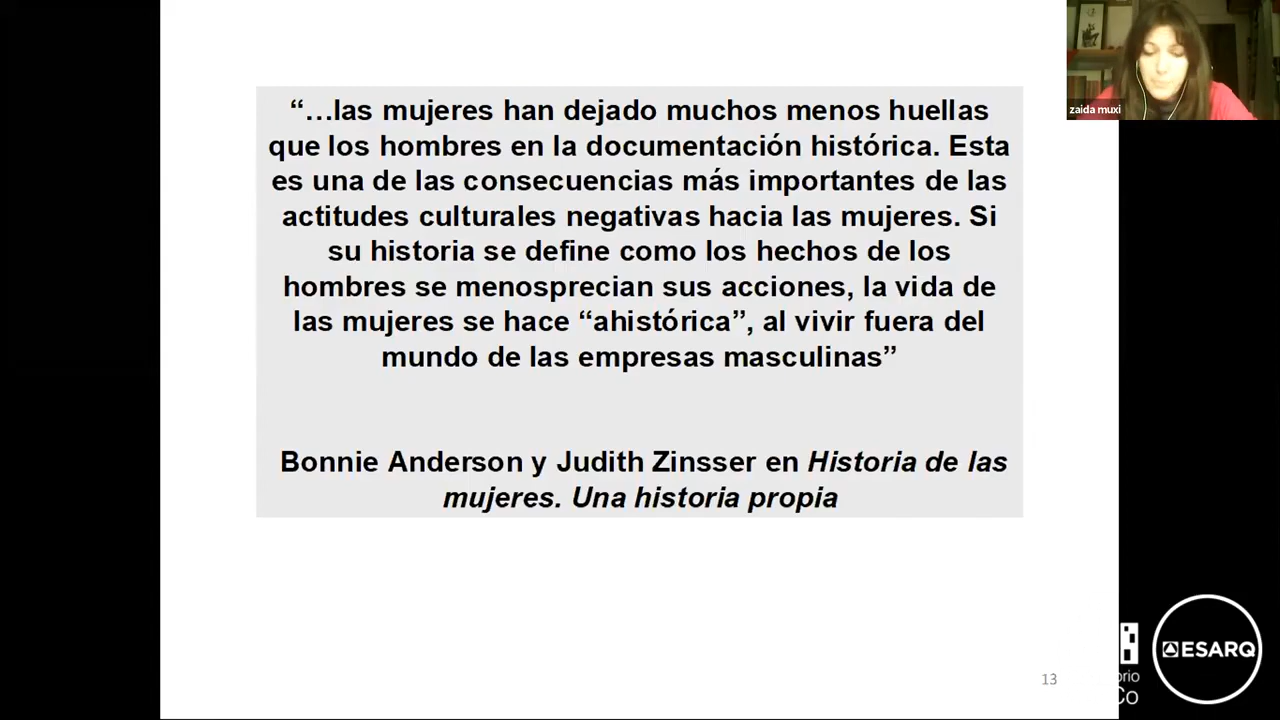 zaida muxi
“…las mujeres han dejado muchos menos huellas
que los hombres en la documentación histórica. Esta
es una de las consecuencias más importantes de las
actitudes culturales negativas hacia las mujeres. Si
su historia se define como los hechos de los
hombres se menosprecian sus acciones, la vida de
las mujeres se hace “ahistórica”, al vivir fuera del
mundo de las empresas masculinas”
Bonnie Anderson y Judith Zinsser en Historia de las
mujeres. Una historia propia
ESARQ
13